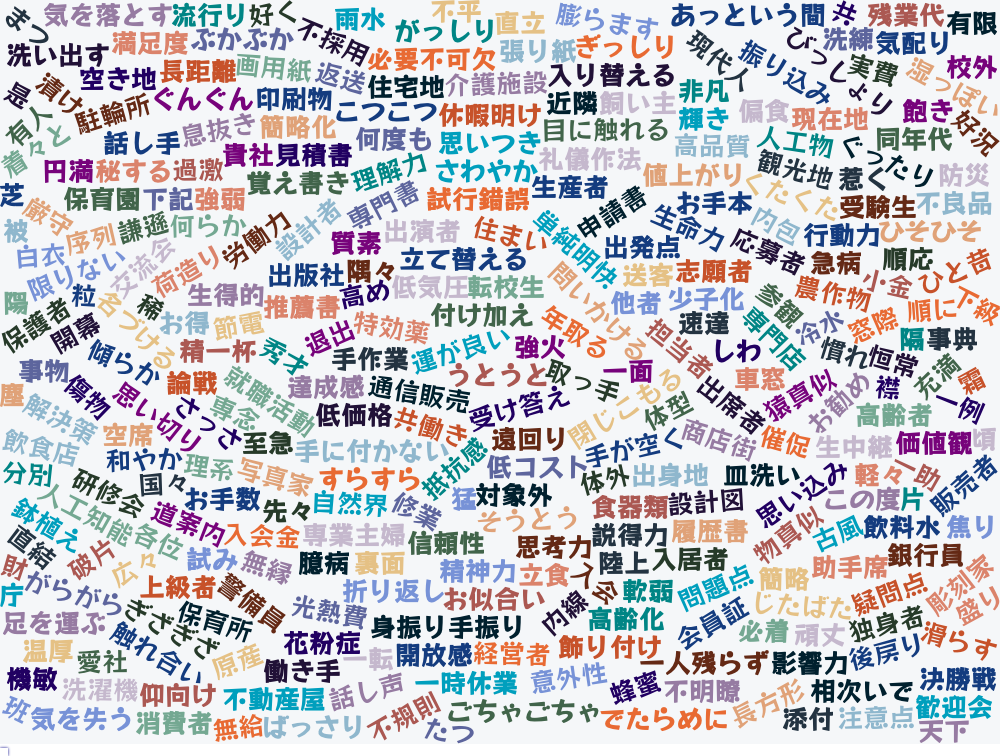 まつ
気を落とす
流行り
好く
不採用
雨水
がっしり
不平
直立
膨らます
あっという間
共
残業代
有限
洗い出す
満足度
ぶかぶか
必要不可欠
張り紙
ぎっしり
現代人
振り込み
びっしょり
洗練
気配り
校外
是
漬け
空き地
長距離
画用紙
返送
住宅地
介護施設
入り替える
実費
湿っぽい
有人
駐輪所
ぐんぐん
印刷物
こつこつ
休暇明け
近隣
飼い主
非凡
輝き
偏食
現在地
飽き
好況
着々と
話し手
息抜き
簡略化
何度も
思いつき
目に触れる
高品質
人工物
ぐったり
同年代
円満
秘する
過激
貴社
見積書
理解力
さわやか
礼儀作法
値上がり
観光地
惹く
防災
芝
保育園
下記
強弱
覚え書き
専門書
試行錯誤
生産者
申請書
お手本
くたくた
受験生
不良品
厳守
被
序列
謙遜
何らか
労働力
設計者
質素
出演者
住まい
単純明快
出発点
生命力
内包
応募者
行動力
ひそひそ
白衣
限りない
交流会
荷造り
出版社
隅々
立て替える
問いかける
送客
志願者
急病
順応
ひと昔
陽
粒
名づける
稀
生得的
推薦書
高め
低気圧
転校生
他者
少子化
参観
農作物
小金
下級
保護者
開幕
お得
節電
退出
特効薬
付け加え
年取る
担当者
速達
専門店
冷水
窓際
順に
隔
事典
傾らか
精一杯
秀才
手作業
運が良い
強火
しわ
慣れ
恒常
事物
傷物
思い切り
論戦
就職活動
達成感
通信販売
うとうと
取っ手
一面
出席者
車窓
猿真似
お勧め
襟
充満
霜
塵
解決策
さっさ
専念
低価格
共働き
受け答え
閉じこもる
体型
高齢者
一例
飲食店
空席
至急
手に付かない
抵抗感
遠回り
手が空く
商店街
催促
生中継
価値観
頃
分別
和やか
国々
理系
写真家
すらすら
低コスト
体外
出身地
皿洗い
思い込み
軽々
一助
販売者
人工知能
研修会
お手数
先々
自然界
修業
猛
対象外
食器類
設計図
この度
片
鉢植え
各位
道案内
入会金
専業主婦
信頼性
そうとう
説得力
履歴書
物真似
古風
飲料水
焦り
直結
破片
広々
試み
無縁
臆病
裏面
思考力
陸上
入居者
助手席
銀行員
財
がらがら
上級者
警備員
折り返し
精神力
立食
入会
軟弱
問題点
簡略
疑問点
彫刻家
庁
ぎざぎざ
保育所
光熱費
お似合い
内線
高齢化
会員証
じたばた
独身者
盛り
足を運ぶ
触れ合い
花粉症
身振り手振り
必着
頑丈
後戻り
滑らす
温厚
愛社
原産
働き手
一転
開放感
経営者
飾り付け
一人残らず
影響力
機敏
洗濯機
仰向け
不動産屋
話し声
一時休業
意外性
蜂蜜
不明瞭
長方形
相次いで
決勝戦
班
気を失う
消費者
無給
ばっさり
不規則
たつ
ごちゃごちゃ
でたらめに
添付
注意点
歓迎会
天下